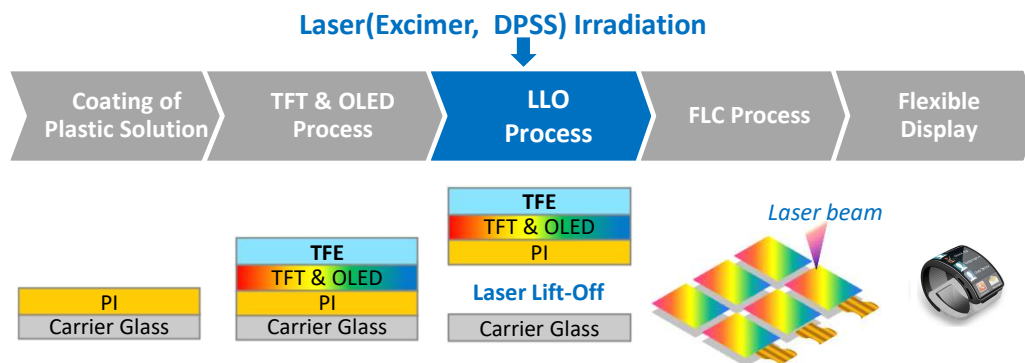 Laser(Excimer, DPSS) Irradiation
Coating of
Plastic Solution
TFT & OLED
Process
LLO
Process
FLC Process
Flexible
Display
TFE
TFT & OLED
PI
Laser beam
TFE
TFT & OLED
PI
Carrier Glass
Laser Lift-Off
PI
Carrier Glass
Carrier Glass